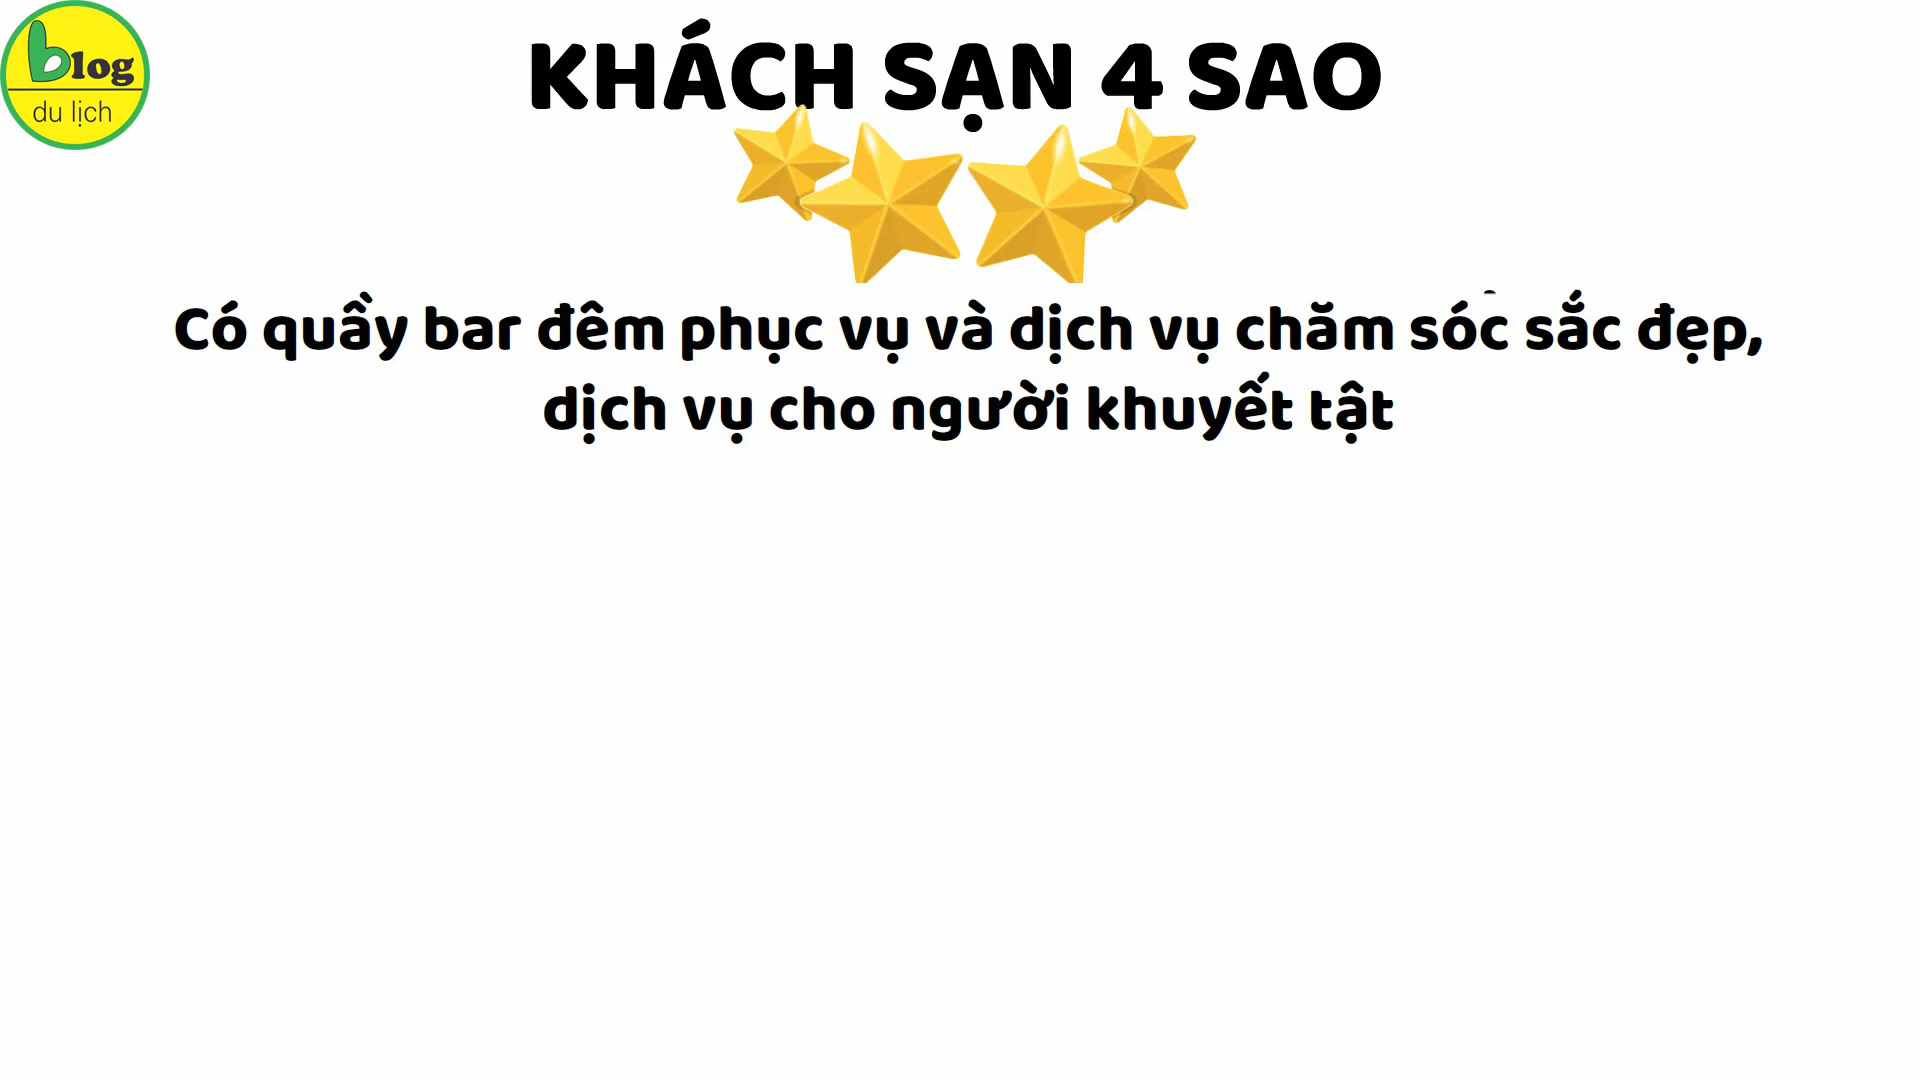 blog
du lịch
KHÁCH SẠN 4 SAO
Có quầy bar đêm phục vụ và dịch vụ chăm sóc sắc đẹp,
dịch vụ cho người khuyết tật